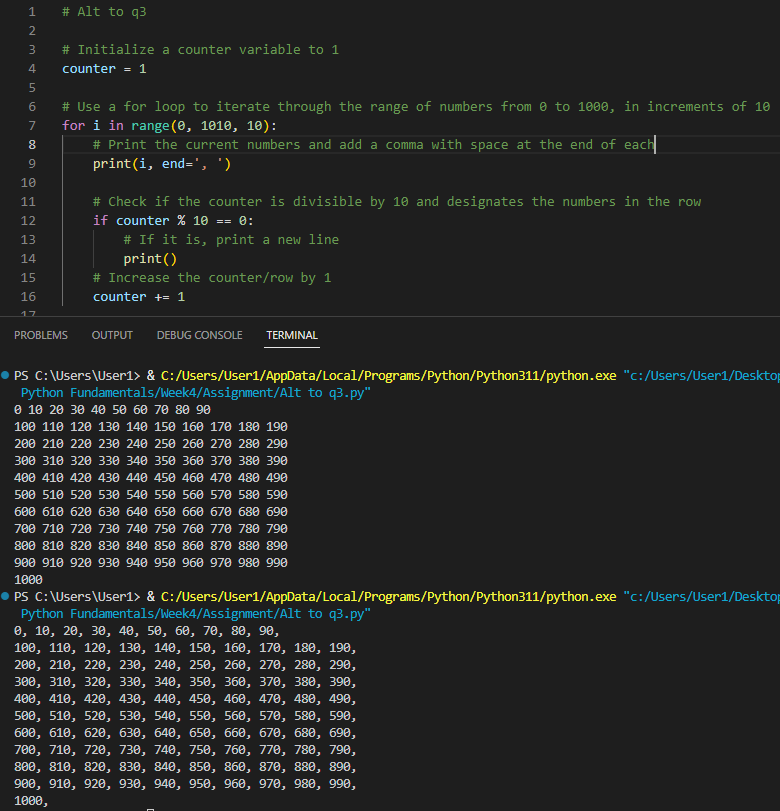 1 # Alt to q3
2
3 # Initialize a counter variable to 1
4 counter = 1
5
6 # Use a for loop to iterate through the range of numbers from 0 to 1000, in increments of 10
7 for i in range(0, 1010, 10):
8 # Print the current numbers and add a comma with space at the end of each
9 print(i, end=', ')
10
11 # Check if the counter is divisible by 10 and designates the numbers in the row
12 if counter % 10 == 0:
13 # If it is, print a new line
14 print()
15 # Increase the counter/row by 1
16 counter += 1
17
PROBLEMS OUTPUT DEBUG CONSOLE TERMINAL
PS C:\Users\User1> & C:/Users/User1/AppData/Local/Programs/Python/Python311/python.exe "c:/Users/User1/Desktop
Python Fundamentals/Week4/Assignment/Alt to q3.py"
0 10 20 30 40 50 60 70 80 90
100 110 120 130 140 150 160 170 180 190
200 210 220 230 240 250 260 270 280 290
300 310 320 330 340 350 360 370 380 390
400 410 420 430 440 450 460 470 480 490
500 510 520 530 540 550 560 570 580 590
600 610 620 630 640 650 660 670 680 690
700 710 720 730 740 750 760 770 780 790
800 810 820 830 840 850 860 870 880 890
900 910 920 930 940 950 960 970 980 990
1000
PS C:\Users\User1> & C:/Users/User1/AppData/Local/Programs/Python/Python311/python.exe "c:/Users/User1/Desktop
Python Fundamentals/Week4/Assignment/Alt to q3.py"
0, 10, 20, 30, 40, 50, 60, 70, 80, 90,
100, 110, 120, 130, 140, 150, 160, 170, 180, 190,
200, 210, 220, 230, 240, 250, 260, 270, 280, 290,
300, 310, 320, 330, 340, 350, 360, 370, 380, 390,
400, 410, 420, 430, 440, 450, 460, 470, 480, 490,
500, 510, 520, 530, 540, 550, 560, 570, 580, 590,
600, 610, 620, 630, 640, 650, 660, 670, 680, 690,
700, 710, 720, 730, 740, 750, 760, 770, 780, 790,
800, 810, 820, 830, 840, 850, 860, 870, 880, 890,
900, 910, 920, 930, 940, 950, 960, 970, 980, 990,
1000,